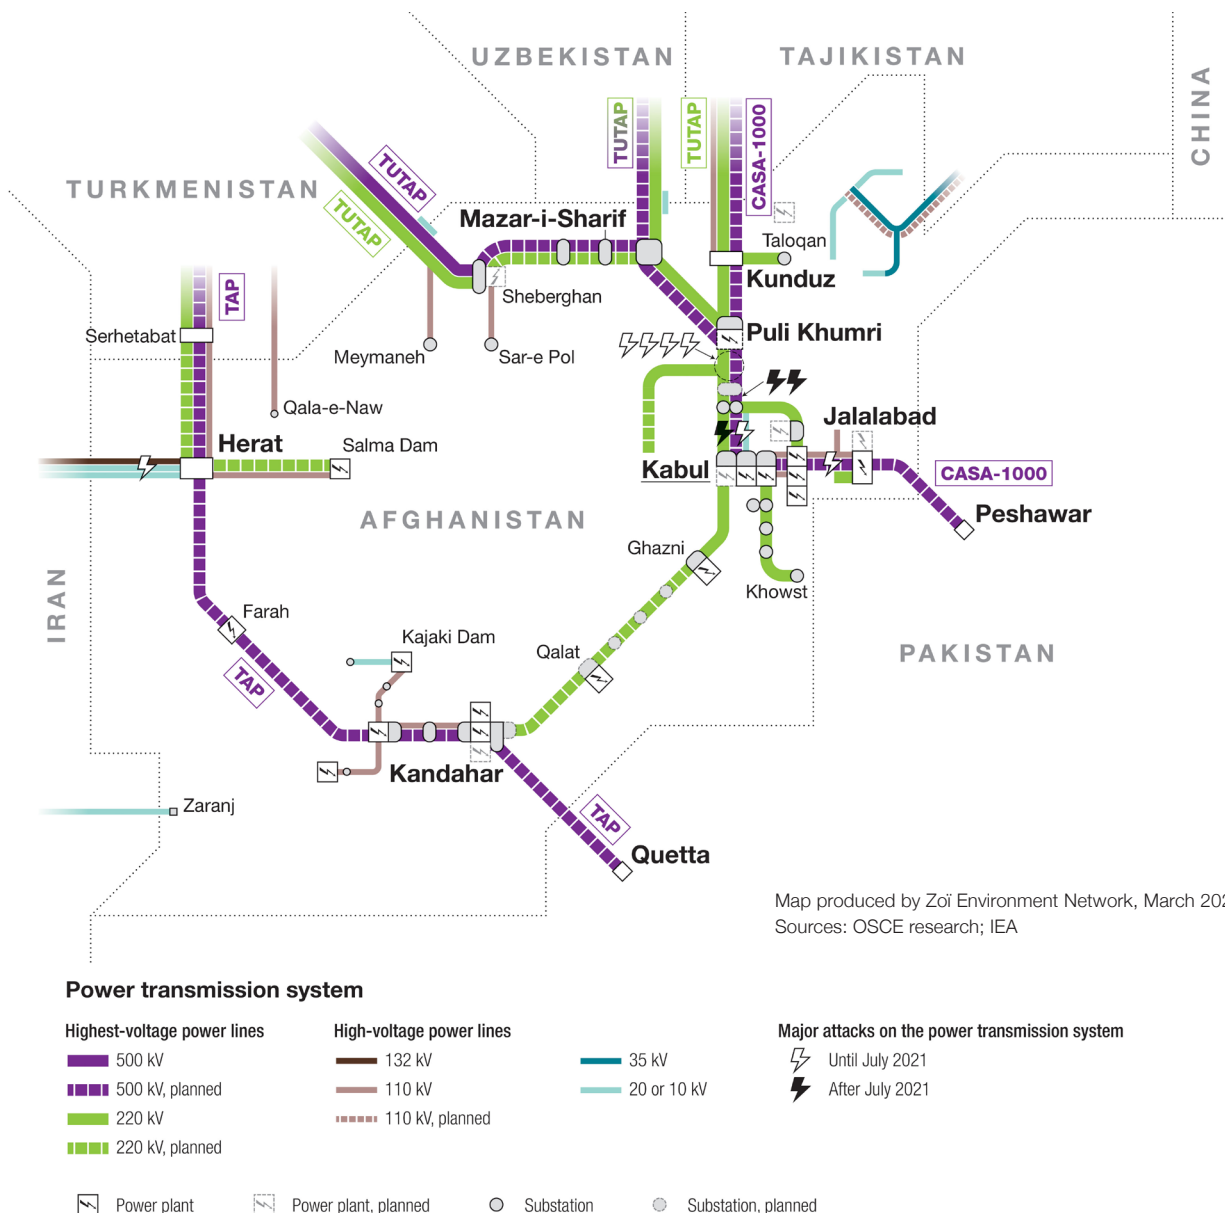 UZBEKISTAN
TAJIKISTAN
CHINA
TURKMENISTAN
TUTAP
TUTAP
TUTAP
TUTAP
CASA-1000
Mazar-i-Sharif
Taloqan
Kunduz
Sheberghan
TAP
Serhetabat
Meymaneh
Sar-e Pol
Puli Khumri
Qala-e-Naw
Jalalabad
Herat
Salma Dam
Kabul
CASA-1000
Peshawar
AFGHANISTAN
Ghazni
Khowst
IRAN
Farah
Kajaki Dam
Qalat
PAKISTAN
TAP
Kandahar
Zaranj
TAP
Quetta
Map produced by Zoï Environment Network, March
Sources: OSCE research; IEA
Power transmission system
Highest-voltage power lines
500 kV
500 kV, planned
220 kV
220 kV, planned
High-voltage power lines
132 kV
110 kV
110 kV, planned
35 kV
20 or 10 kV
Major attacks on the power transmission system
Until July 2021
After July 2021
Power plant
Power plant, planned
Substation
Substation, planned